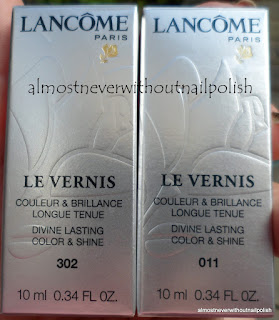 LANCÔME
PARIS
LANCÔME
PARIS
almostneverwithoutnailpolish
LE VERNIS
COULEUR & BRILLANCE
LONGUE TENUE
DIVINE LASTING
COLOR & SHINE
302
10 ml 0.34 FL OZ.
LE VERNIS
COULEUR & BRILLANCE
LONGUE TENUE
DIVINE LASTING
COLOR & SHINE
011
10 ml 0.34 FL OZ.
almostneverwithoutnailpolish